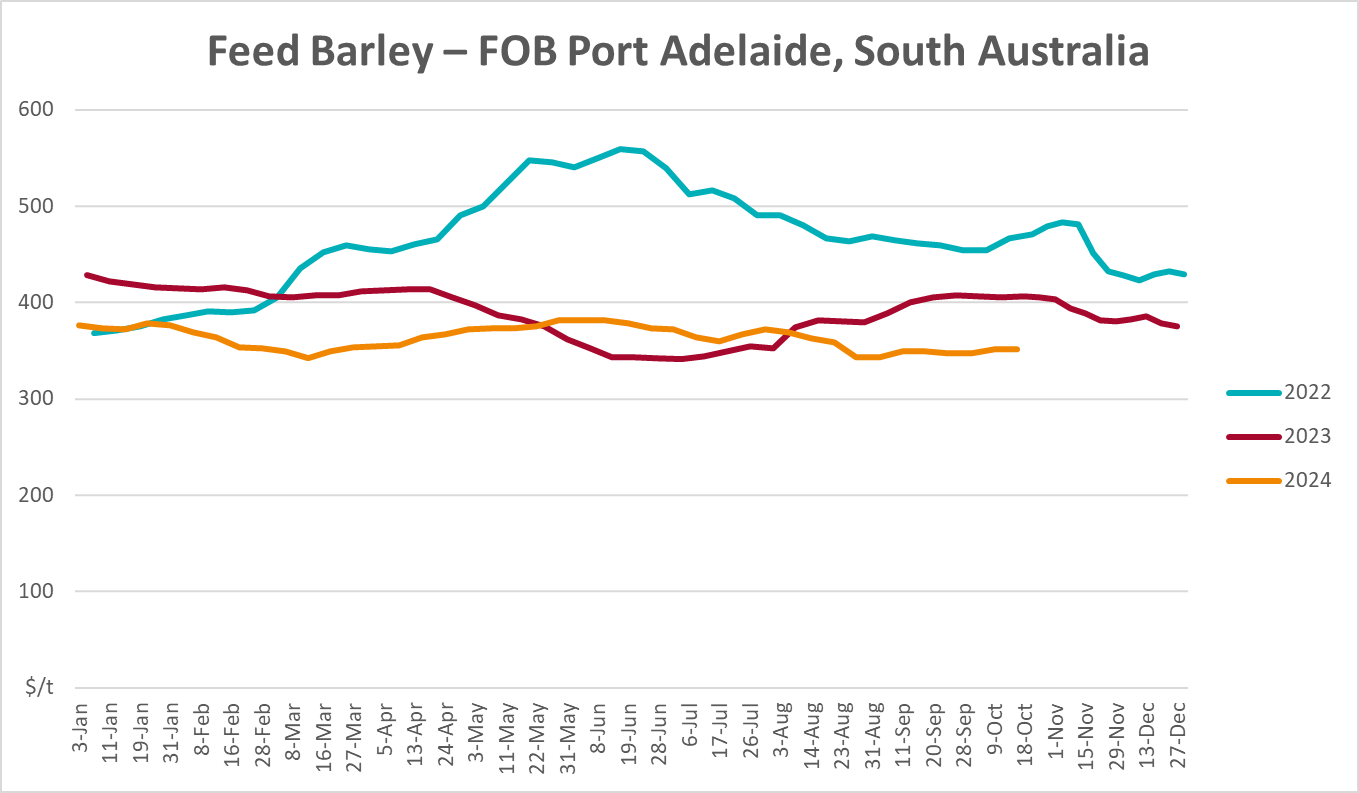 Feed Barley – FOB Port Adelaide, South Australia
600
500
400
300
200
100
$/t
3-Jan
11-Jan
19-Jan
31-Jan
8-Feb
16-Feb
28-Feb
8-Mar
16-Mar
27-Mar
5-Apr
13-Apr
24-Apr
3-May
11-May
22-May
31-May
8-Jun
19-Jun
28-Jun
6-Jul
17-Jul
26-Jul
3-Aug
14-Aug
23-Aug
31-Aug
11-Sep
20-Sep
28-Sep
9-Oct
18-Oct
1-Nov
15-Nov
29-Nov
13-Dec
27-Dec
2022
2023
2024